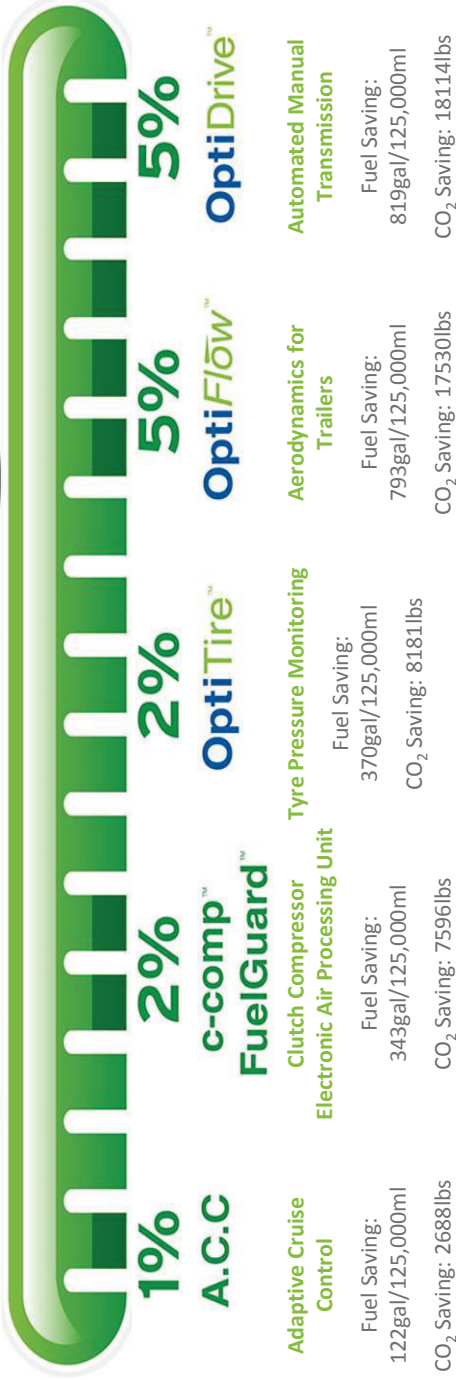 1%
A.C.C
Adaptive Cruise
Control
Fuel Saving:
122gal/125,000ml
CO₂ Saving: 2688lbs
2%
c-comp™
FuelGuard™
Clutch Compressor
Electronic Air Processing Unit
Fuel Saving:
343gal/125,000ml
CO₂ Saving: 7596lbs
2%
OptiTire™
Tyre Pressure Monitoring
Fuel Saving:
370gal/125,000ml
CO₂ Saving: 8181lbs
5%
OptiFlow™
Aerodynamics for
Trailers
Fuel Saving:
793gal/125,000ml
CO₂ Saving: 17530lbs
5%
OptiDrive™
Automated Manual
Transmission
Fuel Saving:
819gal/125,000ml
CO₂ Saving: 18114lbs